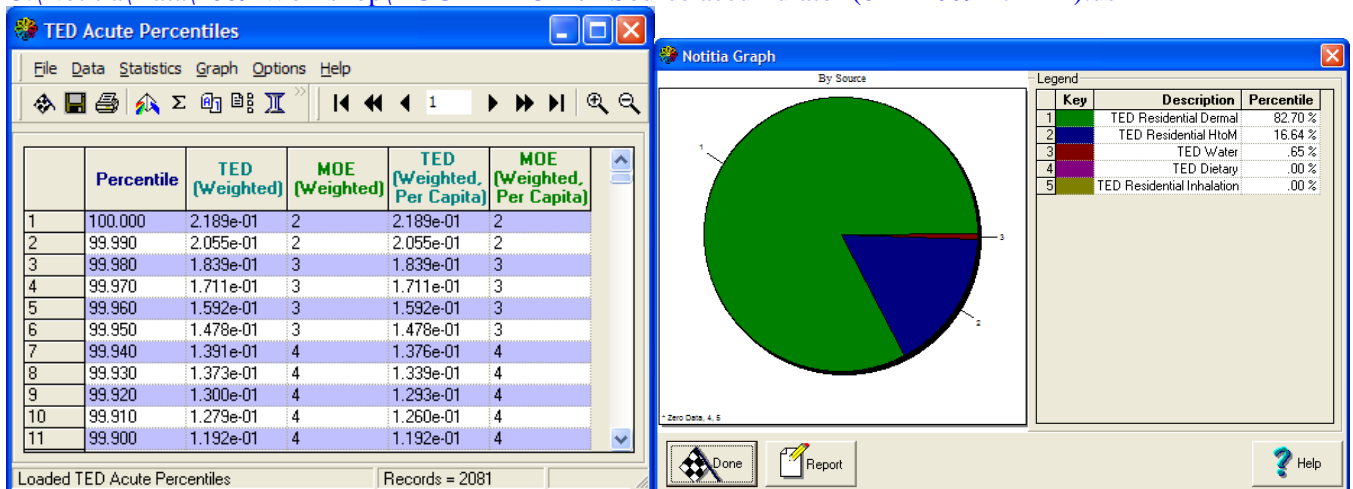 TED Acute Percentiles
File Data Statistics Graph Options Help
1
Percentile TED (Weighted) MOE (Weighted) TED (Weighted, Per Capita) MOE (Weighted, Per Capita)
1 100.000 2.189e-01 2 2.189e-01 2
2 99.990 2.055e-01 2 2.055e-01 2
3 99.980 1.839e-01 3 1.839e-01 3
4 99.970 1.711e-01 3 1.711e-01 3
5 99.960 1.592e-01 3 1.592e-01 3
6 99.950 1.478e-01 3 1.478e-01 3
7 99.940 1.391e-01 4 1.376e-01 4
8 99.930 1.373e-01 4 1.339e-01 4
9 99.920 1.300e-01 4 1.293e-01 4
10 99.910 1.279e-01 4 1.260e-01 4
11 99.900 1.192e-01 4 1.192e-01 4
Loaded TED Acute Percentiles Records = 2081
Notitia Graph
By Source
1
3
2
* Zero Data, 4, 5
Legend
Key Description Percentile
1 TED Residential Dermal 82.70 %
2 TED Residential HtoM 16.64 %
3 TED Water .65 %
4 TED Dietary .00 %
5 TED Residential Inhalation .00 %
Done Report Help